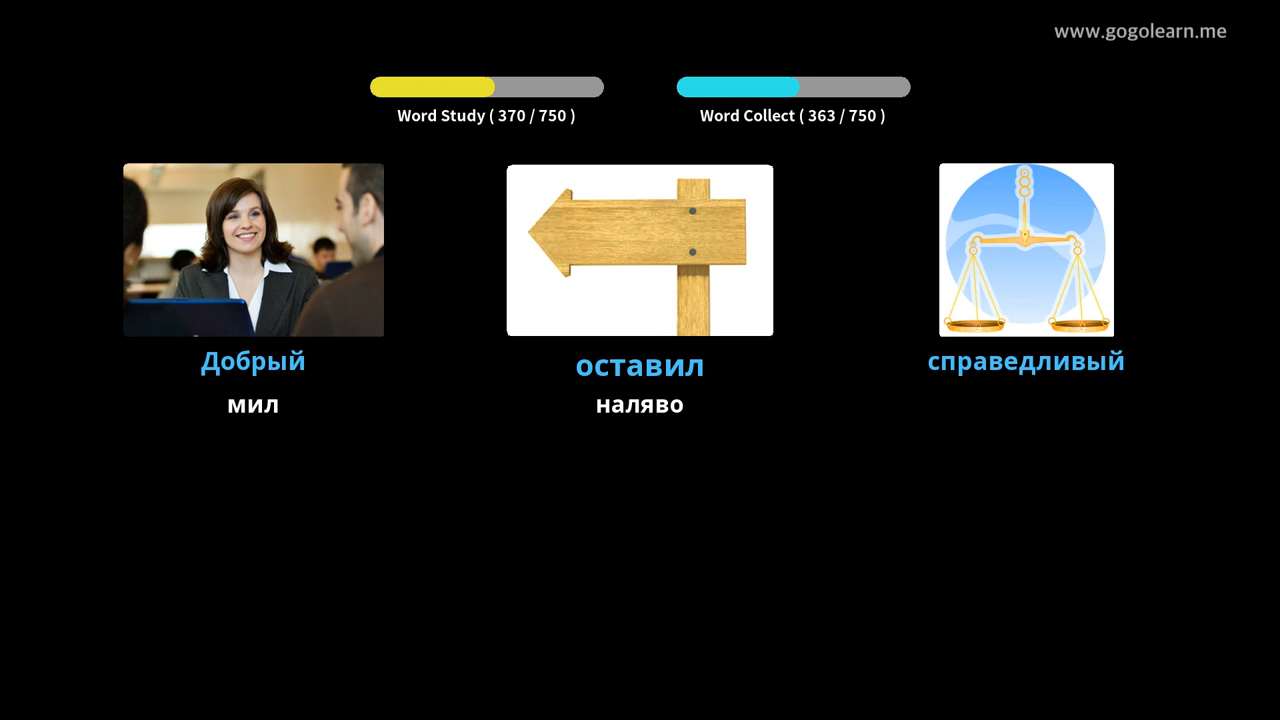 www.gogolearn.me
Word Study ( 370 / 750 )
Word Collect ( 363 / 750 )
Добрый
оставил
справедливый
мил
наляво